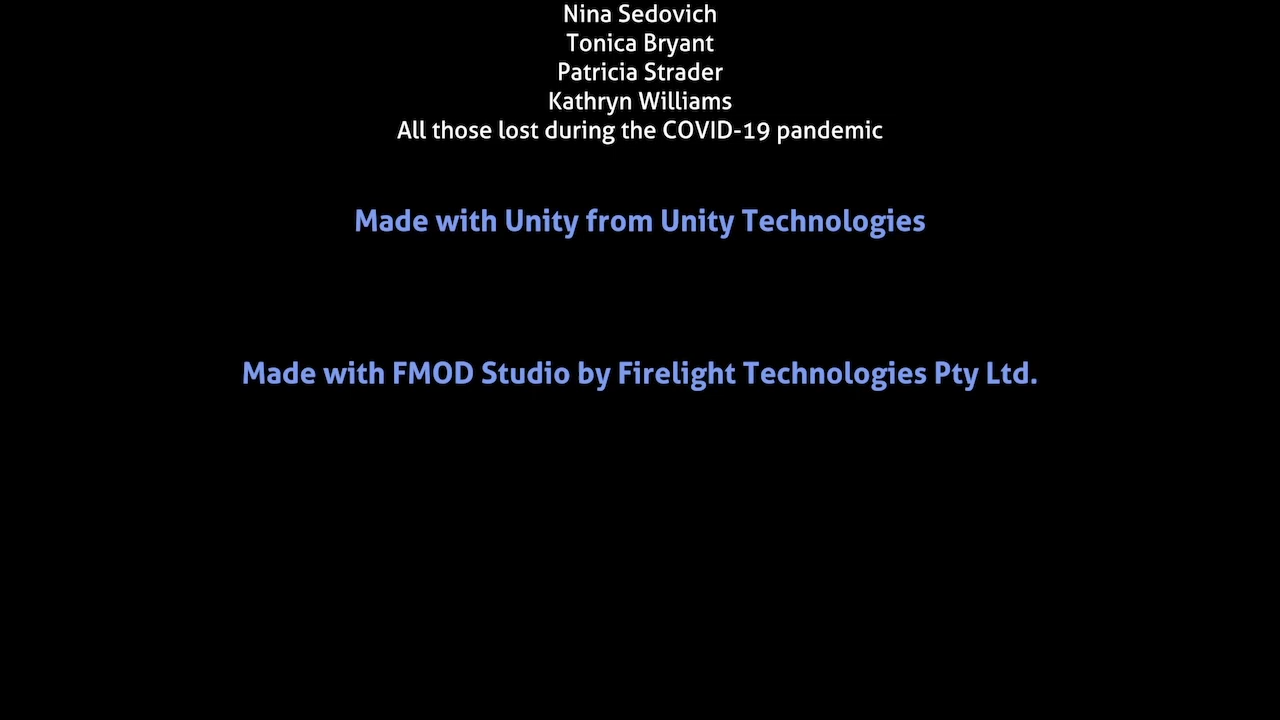 Nina Sedovich
Tonica Bryant
Patricia Strader
Kathryn Williams
All those lost during the COVID-19 pandemic
Made with Unity from Unity Technologies
Made with FMOD Studio by Firelight Technologies Pty Ltd.